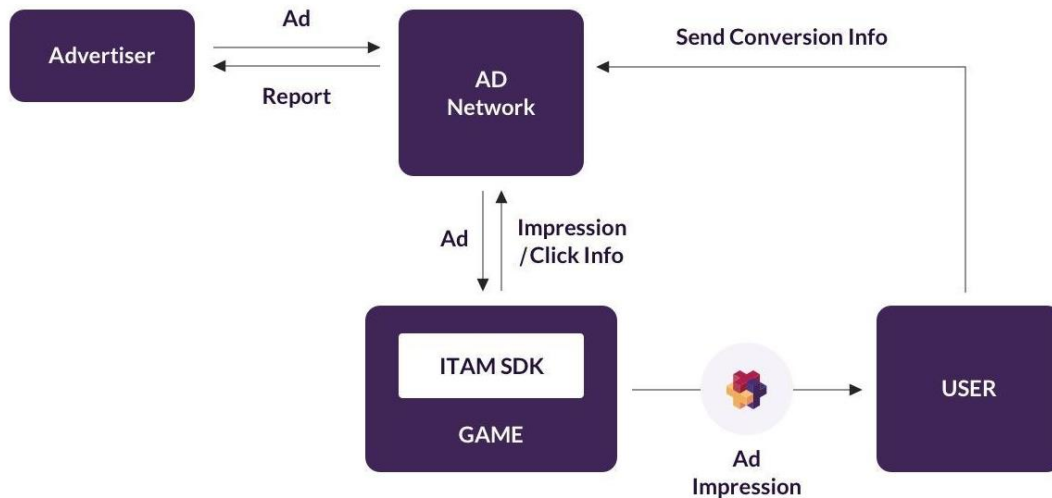 Ad
Advertiser
Report
AD
Network
Send Conversion Info
Ad
Impression
/Click Info
ITAM SDK
GAME
Ad
Impression
USER